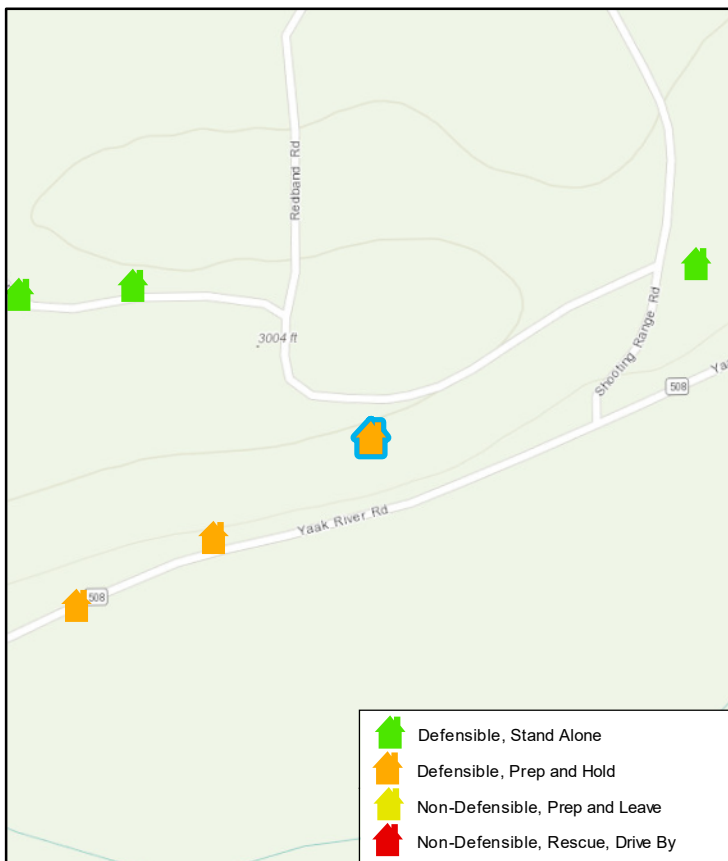 Redband Rd
3004 ft
Shooting Range Rd
508
Yaak River Rd
508
Defensible, Stand Alone
Defensible, Prep and Hold
Non-Defensible, Prep and Leave
Non-Defensible, Rescue, Drive By